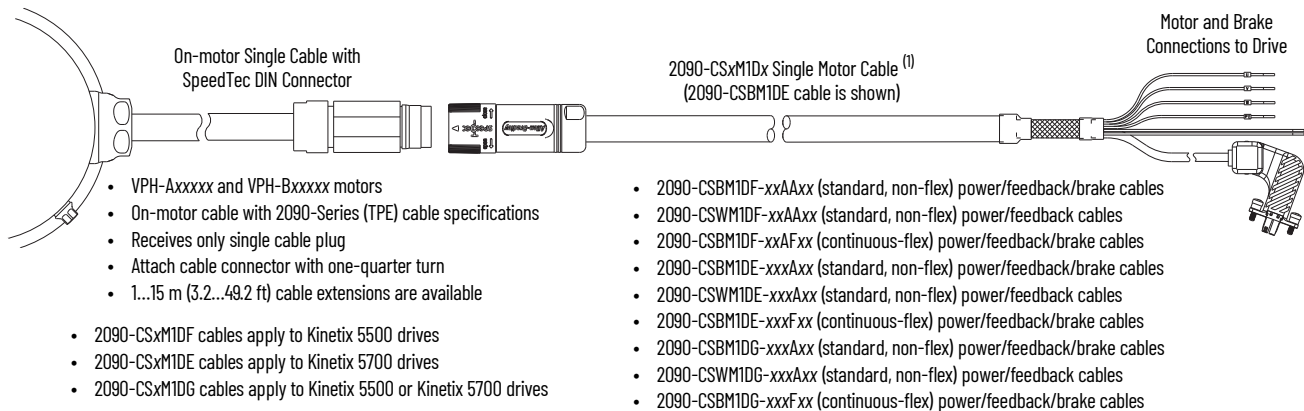 On-motor Single Cable with
SpeedTec DIN Connector
2090-CSxM1Dx Single Motor Cable (1)
(2090-CSBM1DE cable is shown)
Motor and Brake
Connections to Drive
Allen-Bradley
• VPH-Axxxxx and VPH-Bxxxxx motors
• On-motor cable with 2090-Series (TPE) cable specifications
• Receives only single cable plug
• Attach cable connector with one-quarter turn
• 1...15 m (3.2...49.2 ft) cable extensions are available
• 2090-CSxM1DF cables apply to Kinetix 5500 drives
• 2090-CSxM1DE cables apply to Kinetix 5700 drives
• 2090-CSxM1DG cables apply to Kinetix 5500 or Kinetix 5700 drives
• 2090-CSBM1DF-xxAAxx (standard, non-flex) power/feedback/brake cables
• 2090-CSWM1DF-xxAAxx (standard, non-flex) power/feedback cables
• 2090-CSBM1DF-xxAFxx (continuous-flex) power/feedback/brake cables
• 2090-CSBM1DE-xxxAxx (standard, non-flex) power/feedback/brake cables
• 2090-CSWM1DE-xxxAxx (standard, non-flex) power/feedback cables
• 2090-CSBM1DE-xxxFxx (continuous-flex) power/feedback/brake cables
• 2090-CSBM1DG-xxxAxx (standard, non-flex) power/feedback/brake cables
• 2090-CSWM1DG-xxxAxx (standard, non-flex) power/feedback cables
• 2090-CSBM1DG-xxxFxx (continuous-flex) power/feedback/brake cables